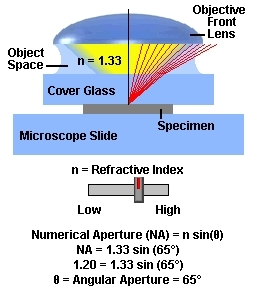 Objective
Front
Lens
Object
Space
n = 1.33
Cover Glass
Specimen
Microscope Slide
n = Refractive Index
Low High
Numerical Aperture (NA) = n sin(θ)
NA = 1.33 sin (65°)
1.20 = 1.33 sin (65°)
θ = Angular Aperture = 65°